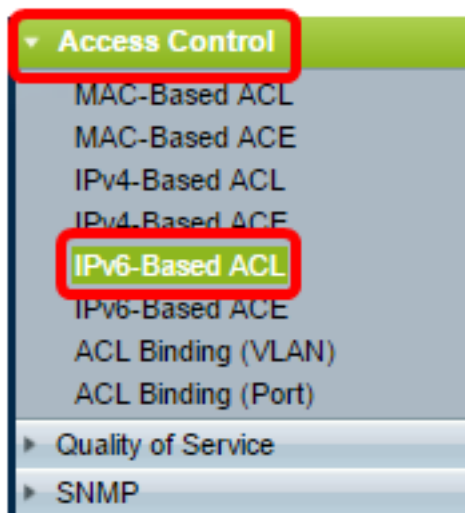 Access Control
MAC-Based ACL
MAC-Based ACE
IPv4-Based ACL
IPv4-Based ACE
IPv6-Based ACL
IPv6-Based ACE
ACL Binding (VLAN)
ACL Binding (Port)
Quality of Service
SNMP